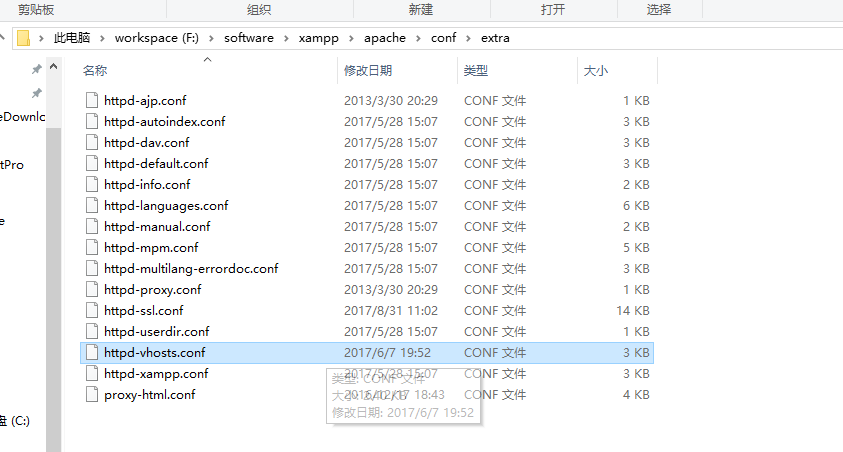 剪贴板 组织 新建 打开 选择
此电脑 workspace (F:) software xampp apache conf extra
名称 修改日期 类型 大小
httpd-ajp.conf 2013/3/30 20:29 CONF 文件 1 KB
eDownlo httpd-autoindex.conf 2017/5/28 15:07 CONF 文件 3 KB
httpd-dav.conf 2017/5/28 15:07 CONF 文件 3 KB
tPro httpd-default.conf 2017/5/28 15:07 CONF 文件 3 KB
httpd-info.conf 2017/5/28 15:07 CONF 文件 2 KB
httpd-languages.conf 2017/5/28 15:07 CONF 文件 6 KB
e httpd-manual.conf 2017/5/28 15:07 CONF 文件 2 KB
httpd-mpm.conf 2017/5/28 15:07 CONF 文件 5 KB
httpd-multilang-errordoc.conf 2017/5/28 15:07 CONF 文件 3 KB
httpd-proxy.conf 2013/3/30 20:29 CONF 文件 1 KB
httpd-ssl.conf 2017/8/31 11:02 CONF 文件 14 KB
httpd-userdir.conf 2017/5/28 15:07 CONF 文件 1 KB
httpd-vhosts.conf 2017/6/7 19:52 CONF 文件 3 KB
httpd-xampp.conf 2017/5/28 15:07 CONF 文件 3 KB
类型: CONF 文件
proxy-html.conf 2016/12/17 18:43 CONF 文件 4 KB
大小: KB
修改日期: 2017/6/7 19:52
盘 (C:)